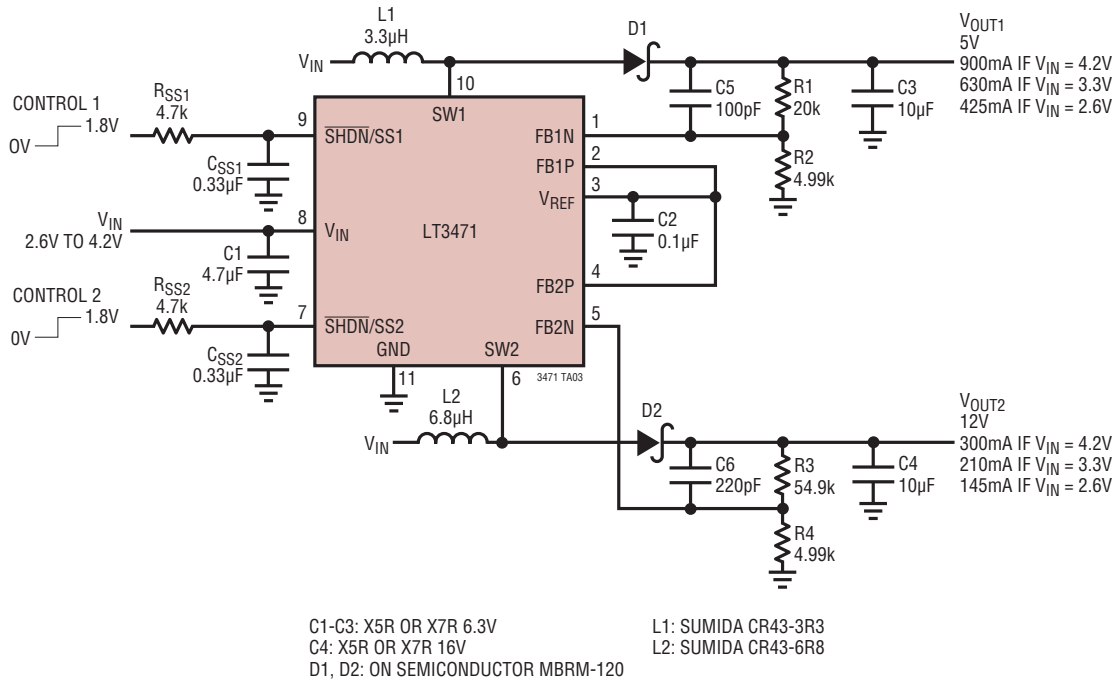 L1
3.3µH
VIN
D1
VOUT1
5V
900mA IF VIN = 4.2V
630mA IF VIN = 3.3V
425mA IF VIN = 2.6V
C5
100pF
R1
20k
C3
10µF
R2
4.99k
CONTROL 1
0V
1.8V
RSS1
4.7k
CSS1
0.33µF
10
SW1
9
SHDN/SS1
1
FB1N
2
FB1P
3
VREF
C2
0.1µF
VIN
2.6V TO 4.2V
8
VIN
LT3471
C1
4.7µF
4
FB2P
CONTROL 2
0V
1.8V
RSS2
4.7k
CSS2
0.33µF
7
SHDN/SS2
5
FB2N
GND
11
SW2
6
3471 TA03
L2
6.8µH
VIN
D2
VOUT2
12V
300mA IF VIN = 4.2V
210mA IF VIN = 3.3V
145mA IF VIN = 2.6V
C6
220pF
R3
54.9k
C4
10µF
R4
4.99k
C1-C3: X5R OR X7R 6.3V
C4: X5R OR X7R 16V
D1, D2: ON SEMICONDUCTOR MBRM-120
L1: SUMIDA CR43-3R3
L2: SUMIDA CR43-6R8